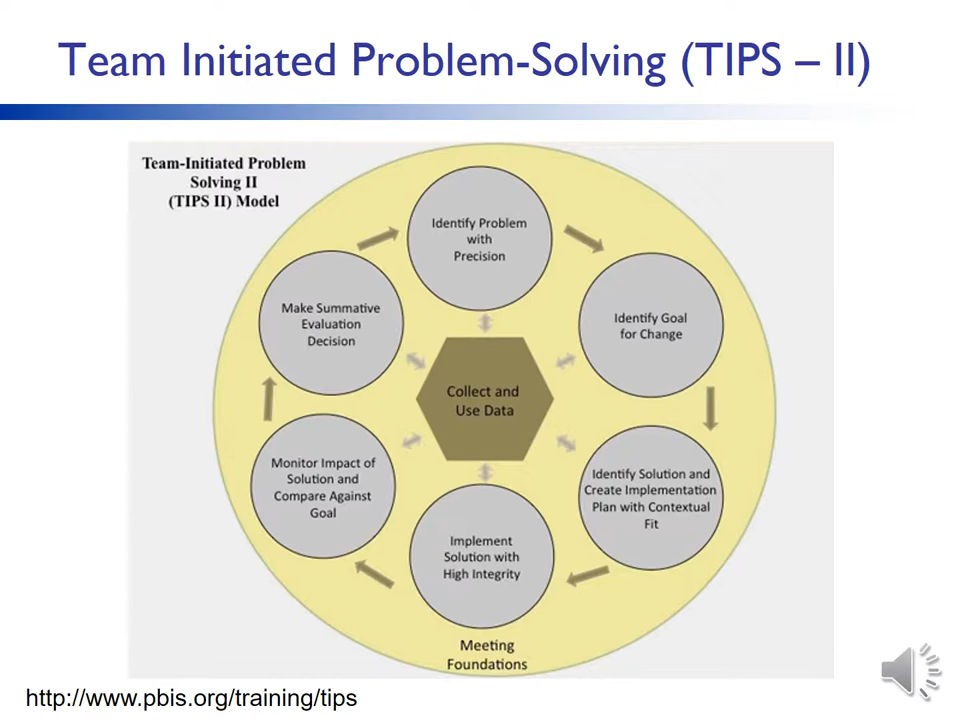 Team Initiated Problem-Solving (TIPS – II)
Team-Initiated Problem
Solving II
(TIPS II) Model
Identify Problem
with
Precision
Identify Goal
for Change
Identify Solution and
Create Implementation
Plan with Contextual
Fit
Implement
Solution with
High Integrity
Monitor Impact of
Solution and
Compare Against
Goal
Make Summative
Evaluation
Decision
Collect and
Use Data
Meeting
Foundations
http://www.pbis.org/training/tips